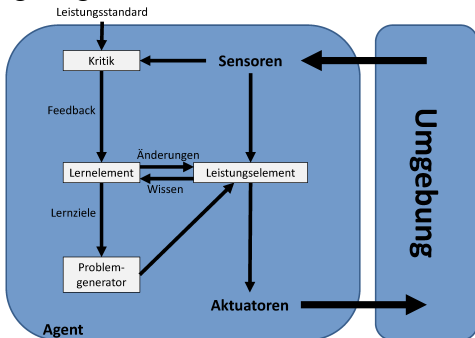 Leistungsstandard
Kritik
Sensoren
Feedback
Änderungen
Lernelement
Leistungselement
Wissen
Lernziele
Problem-
generator
Aktuatoren
Agent
Umgebung